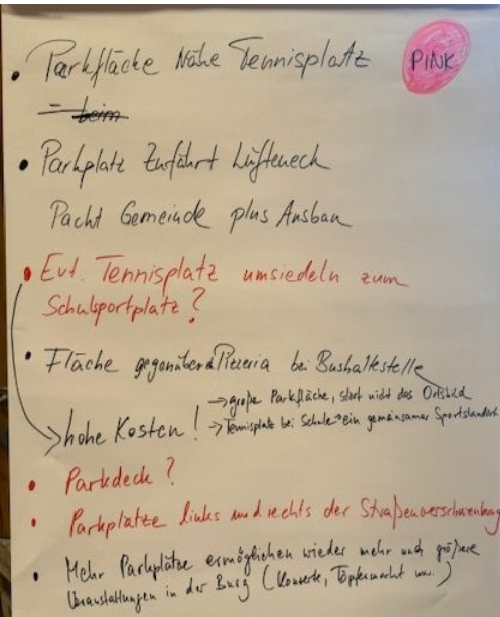 • Parkfläche Nähe Tennisplatz
PINK
– beim
• Parkplatz Zufahrt Lüfteneck
Pacht Gemeinde plus Ausbau
• Evt. Tennisplatz umsiedeln zum
Schulsportplatz?
• Fläche gegenüber d Pizzeria bei Bushaltestelle
→ große Parkfläche, stört nicht das Ortsbild
→ hohe Kosten! → Tennisplatz bei Schule → ein gemeinsamer Sportstandort
• Parkdeck?
• Parkplätze links und rechts der Straßenverschwenkung
• Mehr Parkplätze ermöglichen wieder mehr und größere
Veranstaltungen in der Burg (Konzerte, Töpfermarkt usw.)